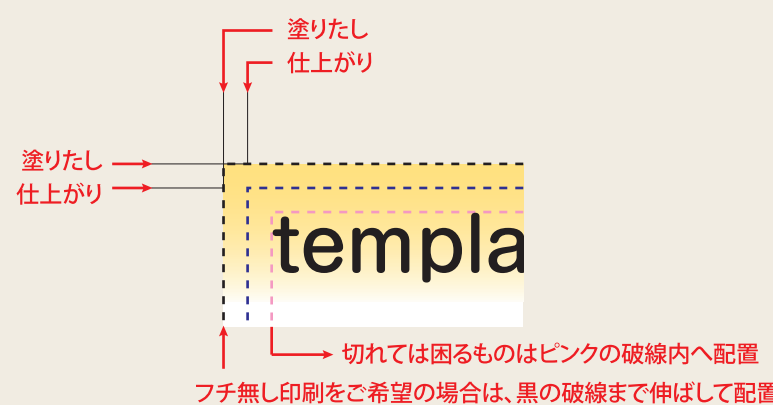 塗りたし
仕上がり
塗りたし
仕上がり
templa
切れては困るものはピンクの破線内へ配置
フチ無し印刷をご希望の場合は、黒の破線まで伸ばして配置